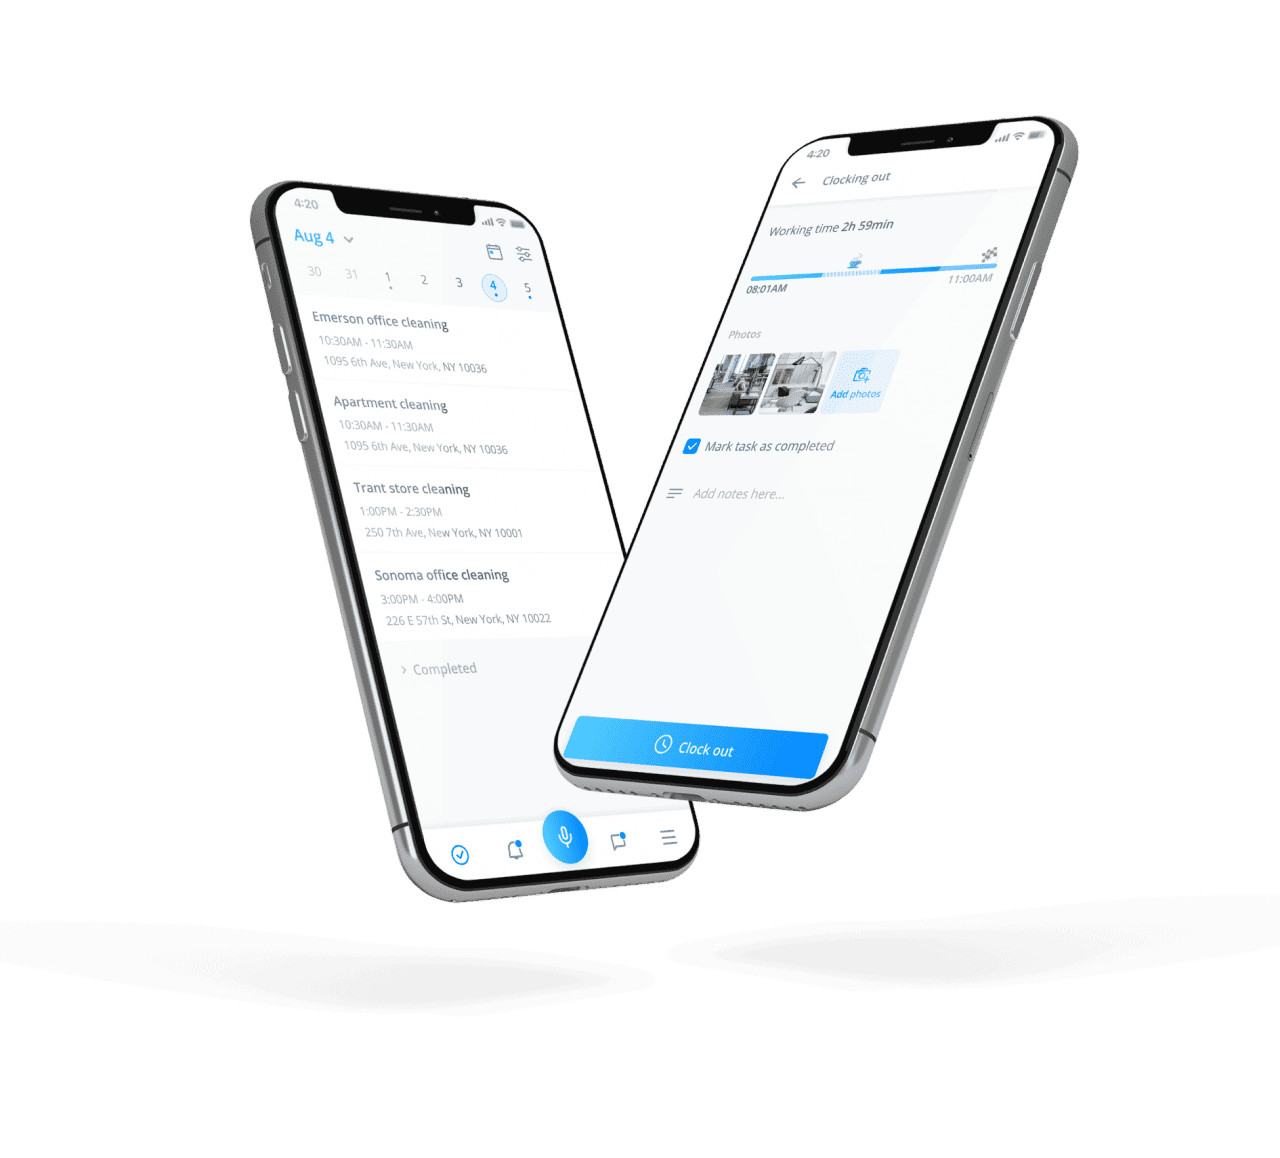 4:20
Aug 4
30 31 1 2 3 4 5
Emerson office cleaning
10:30AM - 11:30AM
1095 6th Ave, New York, NY 10036
Apartment cleaning
10:30AM - 11:30AM
1095 6th Ave, New York, NY 10036
Trant store cleaning
1:00PM - 2:30PM
250 7th Ave, New York, NY 10001
Sonoma office cleaning
3:00PM - 4:00PM
226 E 57th St, New York, NY 10022
Completed
4:20
Clocking out
Working time 2h 59min
08:01AM
11:00AM
Photos
Add photos
Mark task as completed
Add notes here...
Clock out